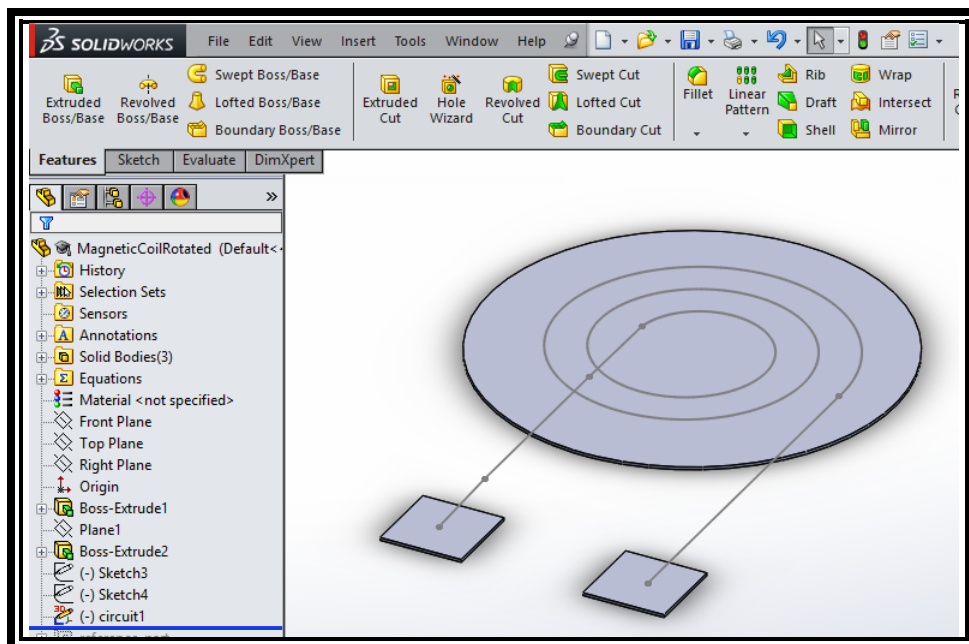 SOLIDWORKS File Edit View Insert Tools Window Help
Extruded Boss/Base
Revolved Boss/Base
Swept Boss/Base
Lofted Boss/Base
Boundary Boss/Base
Extruded Cut
Hole Wizard
Revolved Cut
Swept Cut
Lofted Cut
Boundary Cut
Fillet
Linear Pattern
Rib
Draft
Shell
Wrap
Intersect
Mirror
Features Sketch Evaluate DimXpert
MagneticCoilRotated (Default<
History
Selection Sets
Sensors
Annotations
Solid Bodies(3)
Equations
Material <not specified>
Front Plane
Top Plane
Right Plane
Origin
Boss-Extrude1
Plane1
Boss-Extrude2
(-) Sketch3
(-) Sketch4
(-) circuit1